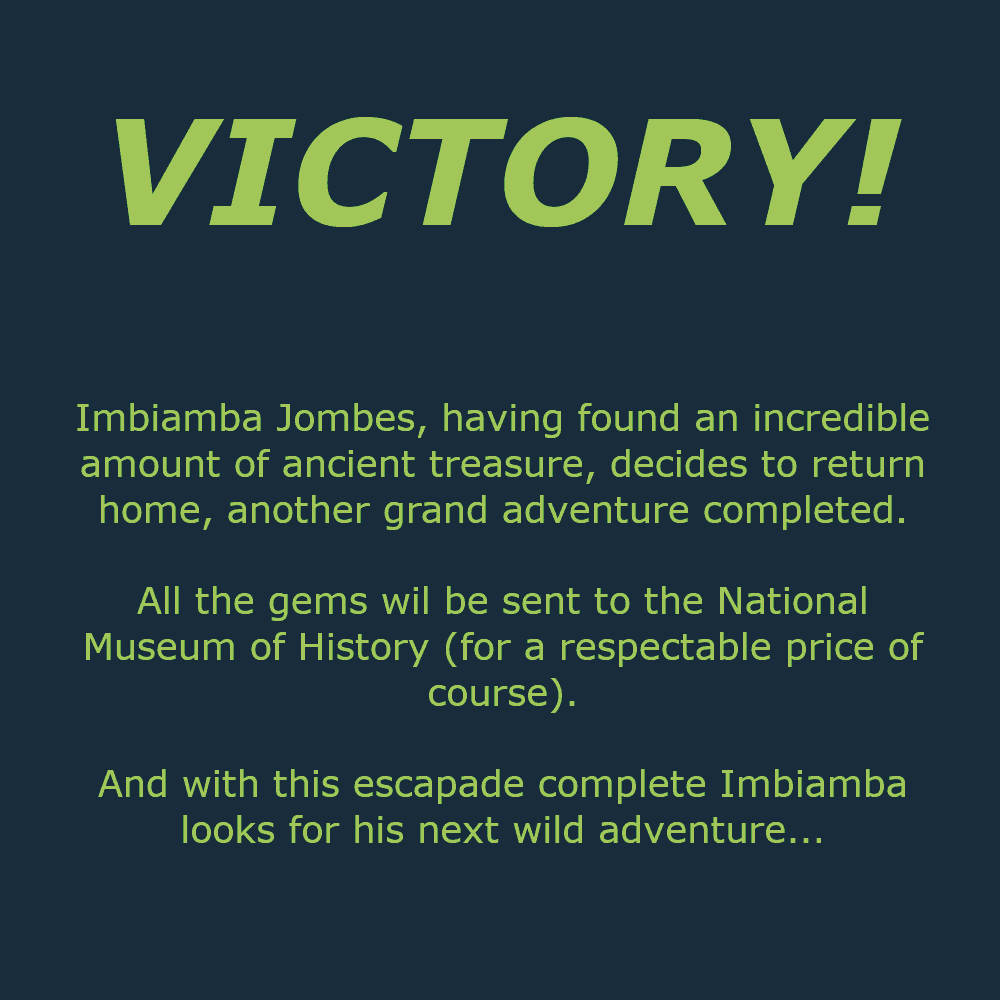 VICTORY!
Imbiamba Jombes, having found an incredible
amount of ancient treasure, decides to return
home, another grand adventure completed.
All the gems wil be sent to the National
Museum of History (for a respectable price of
course).
And with this escapade complete Imbiamba
looks for his next wild adventure...